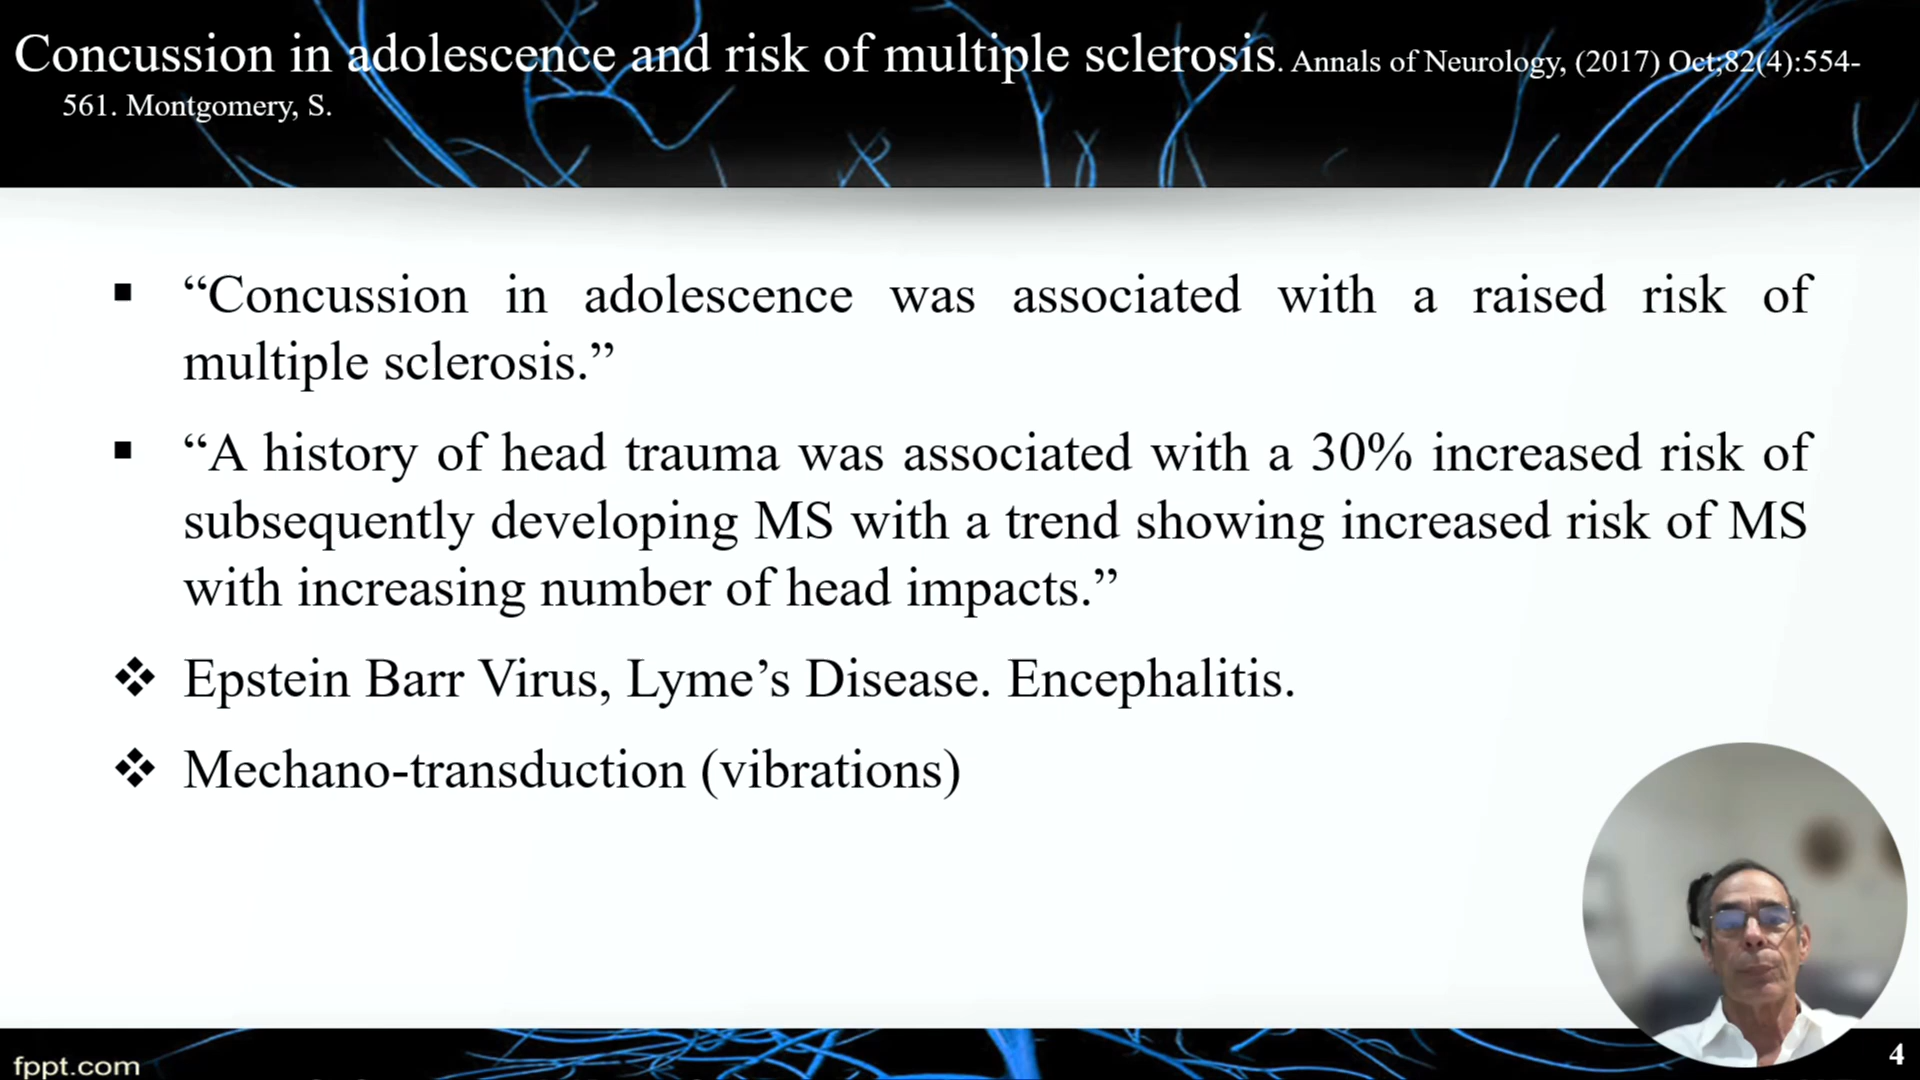 Concussion in adolescence and risk of multiple sclerosis. Annals of Neurology, (2017) Oct;82(4):554-
561. Montgomery, S.
▪ “Concussion in adolescence was associated with a raised risk of
multiple sclerosis.”
▪ “A history of head trauma was associated with a 30% increased risk of
subsequently developing MS with a trend showing increased risk of MS
with increasing number of head impacts.”
❖ Epstein Barr Virus, Lyme’s Disease. Encephalitis.
❖ Mechano-transduction (vibrations)
fppt.com
4